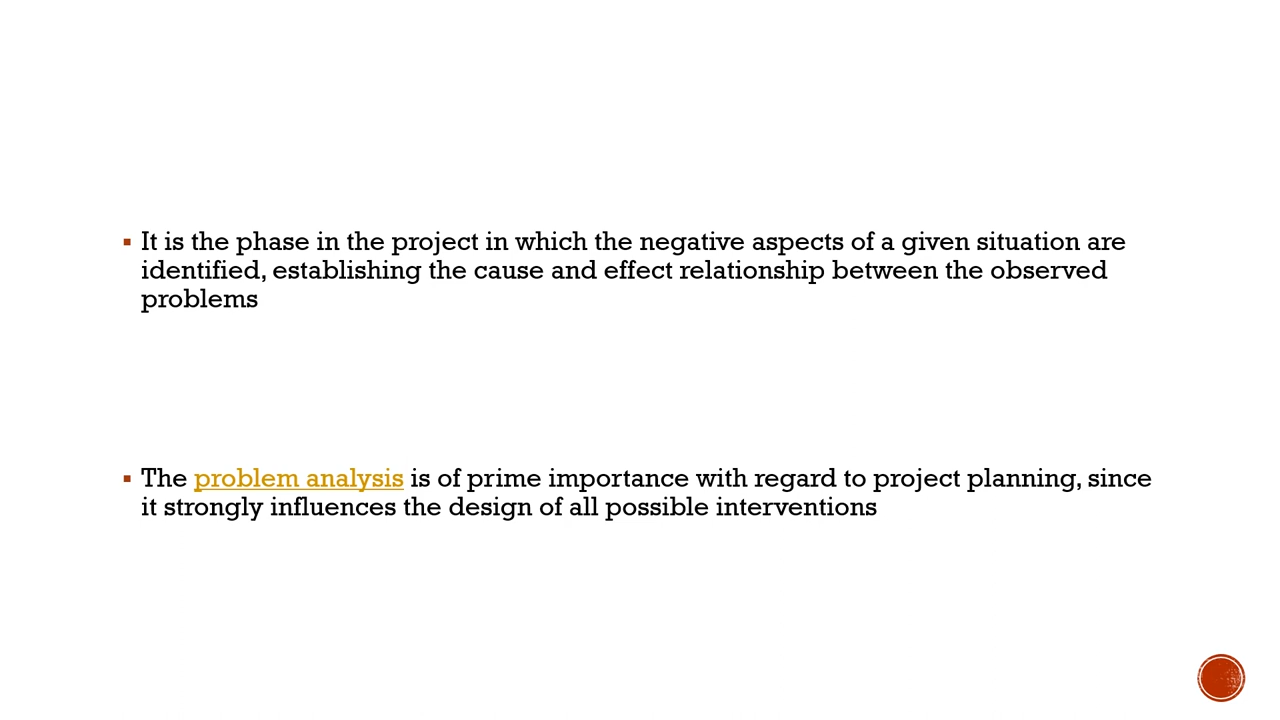 ▪ It is the phase in the project in which the negative aspects of a given situation are
identified, establishing the cause and effect relationship between the observed
problems
▪ The problem analysis is of prime importance with regard to project planning, since
it strongly influences the design of all possible interventions